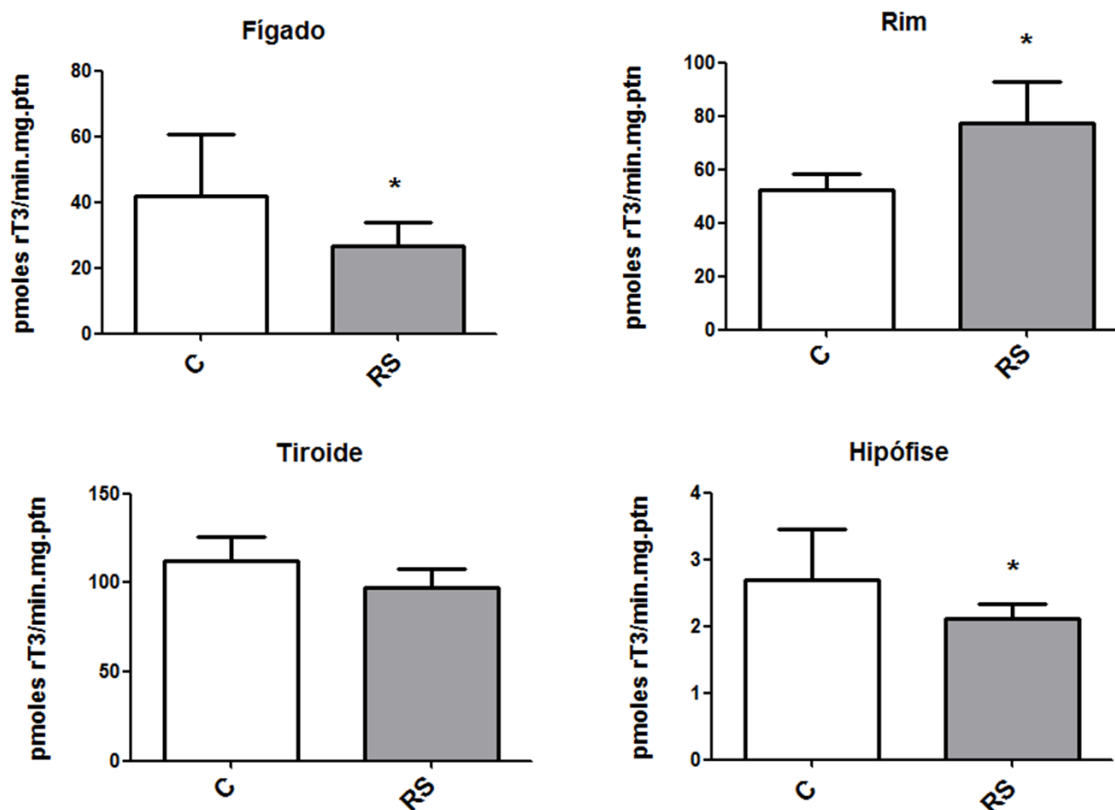 Fígado
pmoles rT3/min.mg.ptn
80
60
40
20
0
*
C
RS
Rim
pmoles rT3/min.mg.ptn
100
80
60
40
20
0
*
C
RS
Tiroide
pmoles rT3/min.mg.ptn
150
100
50
0
C
RS
Hipófise
pmoles rT3/min.mg.ptn
4
3
2
1
0
*
C
RS